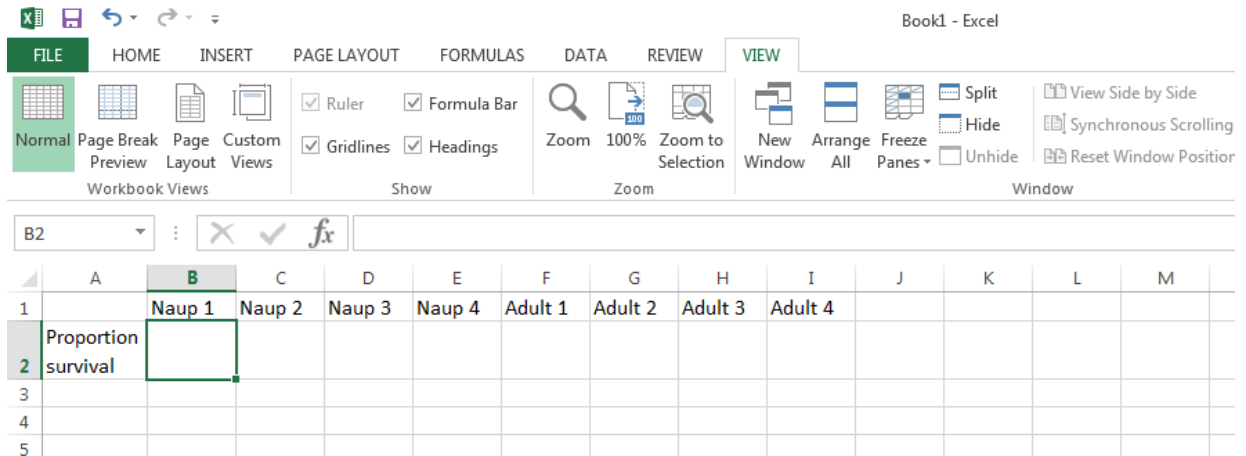 Book1 - Excel
FILE HOME INSERT PAGE LAYOUT FORMULAS DATA REVIEW VIEW
Normal Page Break Preview Page Layout Custom Views
Ruler Formula Bar
Gridlines Headings
Zoom 100% Zoom to Selection
New Window Arrange All Freeze Panes
Split
Hide
Unhide
View Side by Side
Synchronous Scrolling
Reset Window Position
Workbook Views Show Zoom Window
B2 fx
A B C D E F G H I J K L M
1 Naup 1 Naup 2 Naup 3 Naup 4 Adult 1 Adult 2 Adult 3 Adult 4
Proportion
2 survival
3
4
5